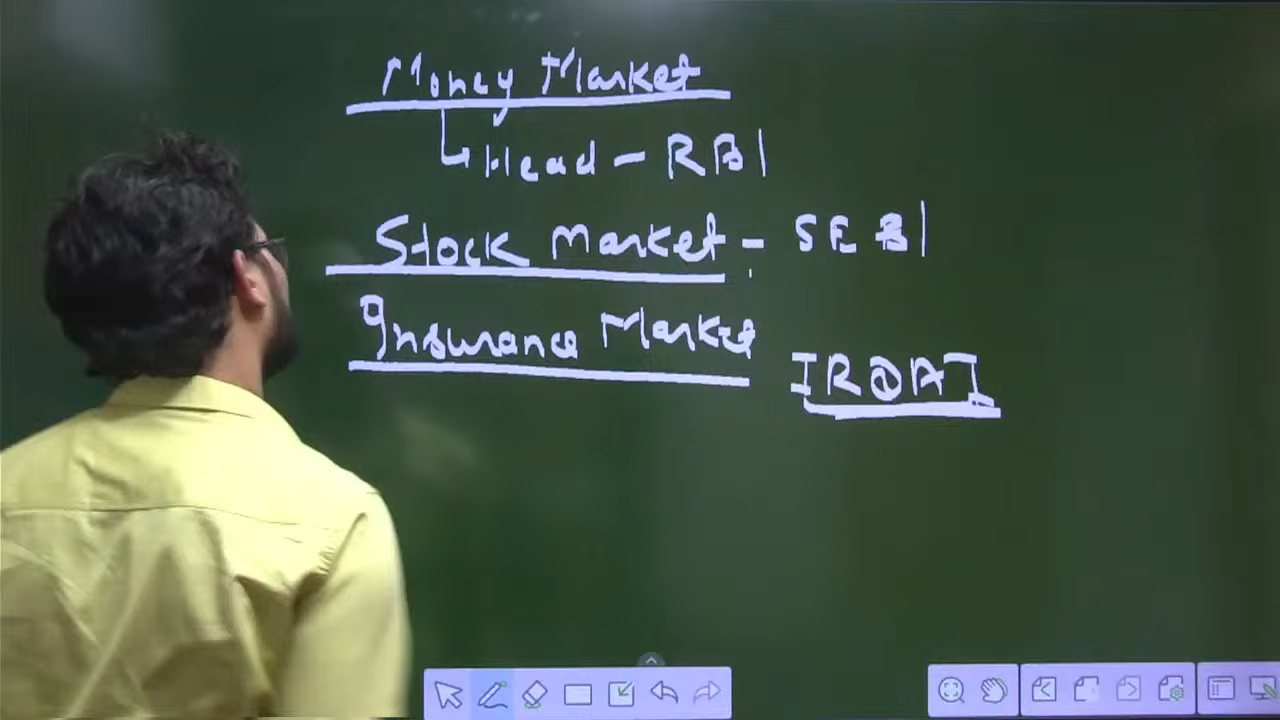 Money Market
Head - RBI
Stock Market - SEBI
Insurance Market
IRDAI